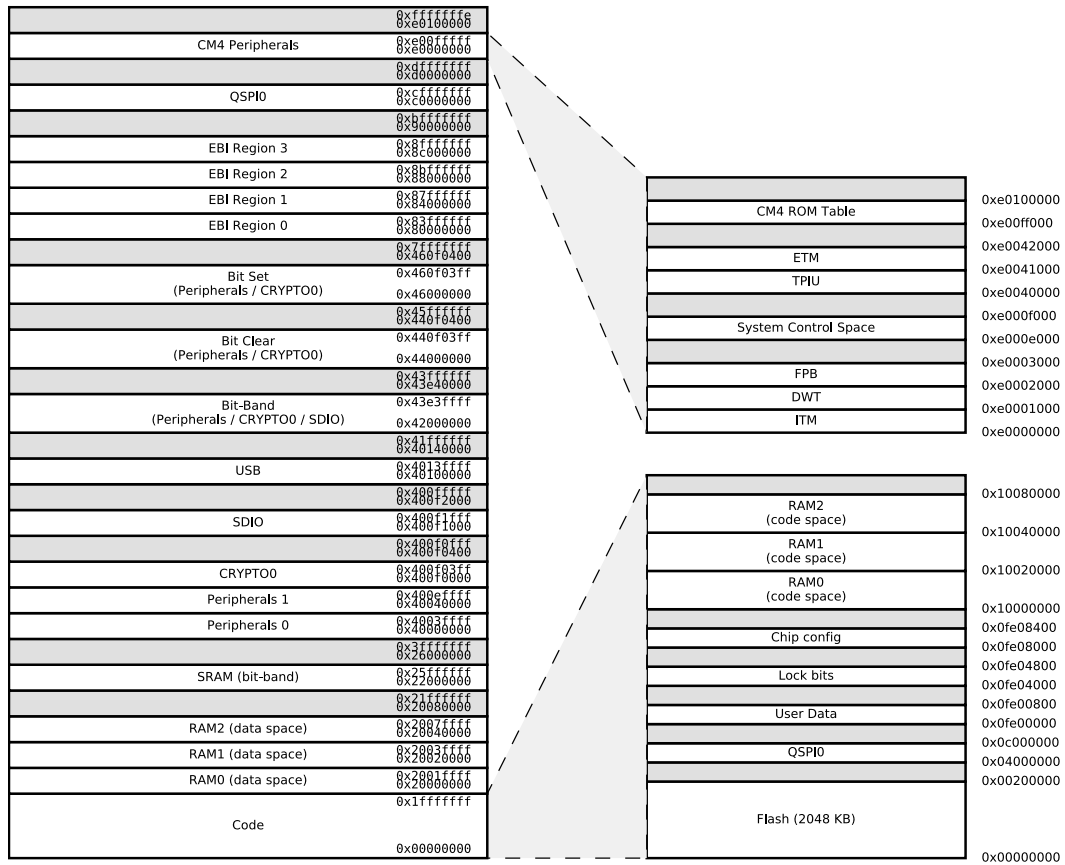 0xfffffffe
0xe0100000
CM4 Peripherals
0xe00fffff
0xe0000000
0xdfffffff
0xd0000000
QSPI0
0xcfffffff
0xc0000000
0xbfffffff
0x90000000
EBI Region 3
0x8fffffff
0x8c000000
EBI Region 2
0x8bffffff
0x88000000
EBI Region 1
0x87ffffff
0x84000000
EBI Region 0
0x83ffffff
0x80000000
0x7fffffff
0x460f0400
Bit Set
(Peripherals / CRYPTO0)
0x460f03ff
0x46000000
0x45ffffff
0x440f0400
Bit Clear
(Peripherals / CRYPTO0)
0x440f03ff
0x44000000
0x43ffffff
0x43e40000
Bit-Band
(Peripherals / CRYPTO0 / SDIO)
0x43e3ffff
0x42000000
0x41ffffff
0x40140000
USB
0x4013ffff
0x40100000
0x400fffff
0x400f2000
SDIO
0x400f1fff
0x400f1000
0x400f0fff
0x400f0400
CRYPTO0
0x400f03ff
0x400f0000
Peripherals 1
0x400effff
0x40040000
Peripherals 0
0x4003ffff
0x40000000
0x3fffffff
0x26000000
SRAM (bit-band)
0x25ffffff
0x22000000
0x21ffffff
0x20080000
RAM2 (data space)
0x2007ffff
0x20040000
RAM1 (data space)
0x2003ffff
0x20020000
RAM0 (data space)
0x2001ffff
0x20000000
Code
0x1fffffff
0x00000000
0xe0100000
CM4 ROM Table
0xe00ff000
0xe0042000
ETM
0xe0041000
TPIU
0xe0040000
0xe000f000
System Control Space
0xe000e000
0xe0003000
FPB
0xe0002000
DWT
0xe0001000
ITM
0xe0000000
0x10080000
RAM2
(code space)
0x10040000
RAM1
(code space)
0x10020000
RAM0
(code space)
0x10000000
0x0fe08400
Chip config
0x0fe08000
0x0fe04800
Lock bits
0x0fe04000
0x0fe00800
User Data
0x0fe00000
0x0c000000
QSPI0
0x04000000
0x00200000
Flash (2048 KB)
0x00000000